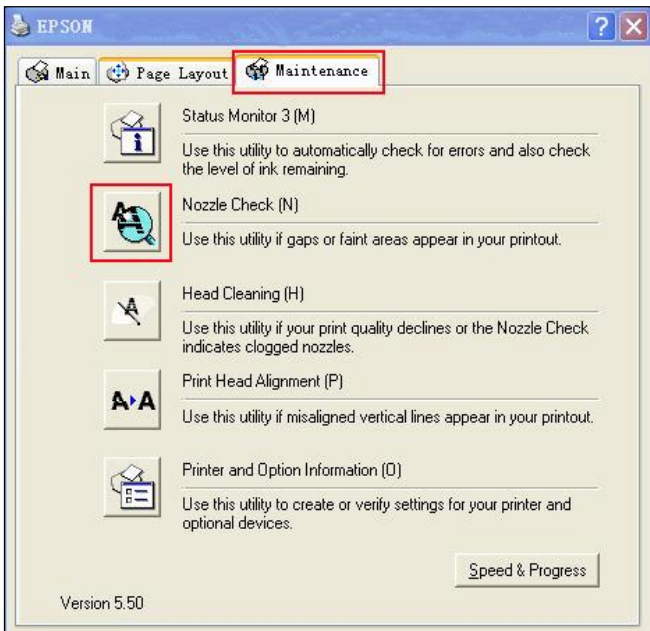 EPSON
Main
Page Layout
Maintenance
Status Monitor 3 (M)
Use this utility to automatically check for errors and also check
the level of ink remaining.
Nozzle Check (N)
Use this utility if gaps or faint areas appear in your printout.
Head Cleaning (H)
Use this utility if your print quality declines or the Nozzle Check
indicates clogged nozzles.
Print Head Alignment (P)
Use this utility if misaligned vertical lines appear in your printout.
Printer and Option Information (O)
Use this utility to create or verify settings for your printer and
optional devices.
Speed & Progress
Version 5.50